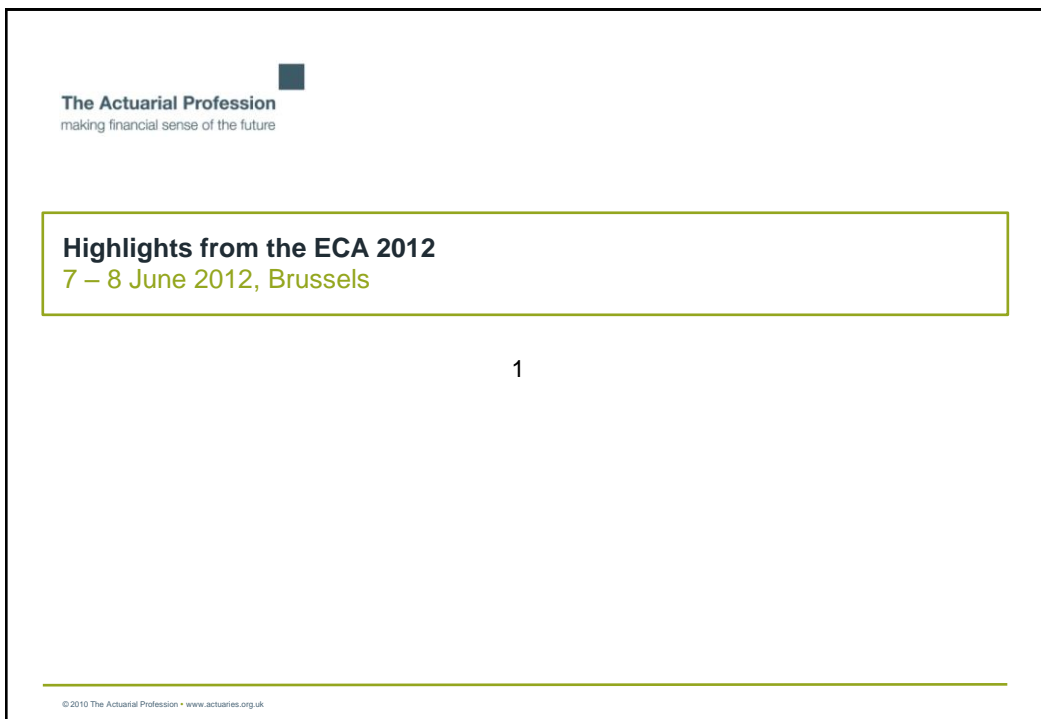 The Actuarial Profession
making financial sense of the future
Highlights from the ECA 2012
7 – 8 June 2012, Brussels
1
© 2010 The Actuarial Profession • www.actuaries.org.uk